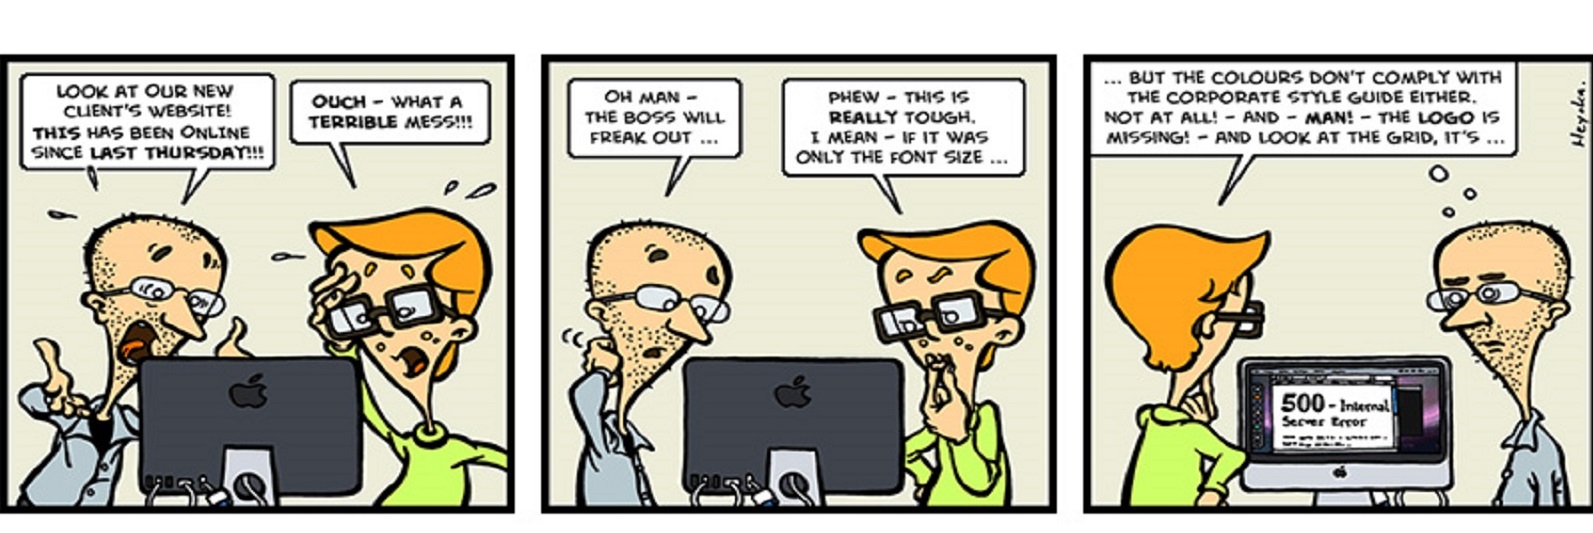 LOOK AT OUR NEW
CLIENT'S WEBSITE!
THIS HAS BEEN ONLINE
SINCE LAST THURSDAY!!!
OUCH – WHAT A
TERRIBLE MESS!!!
OH MAN –
THE BOSS WILL
FREAK OUT ...
PHEW – THIS IS
REALLY TOUGH.
I MEAN – IF IT WAS
ONLY THE FONT SIZE ...
... BUT THE COLOURS DON'T COMPLY WITH
THE CORPORATE STYLE GUIDE EITHER.
NOT AT ALL! – AND – MAN! – THE LOGO IS
MISSING! – AND LOOK AT THE GRID, IT'S ...
Heyoka.
500 – Internal
Server Error